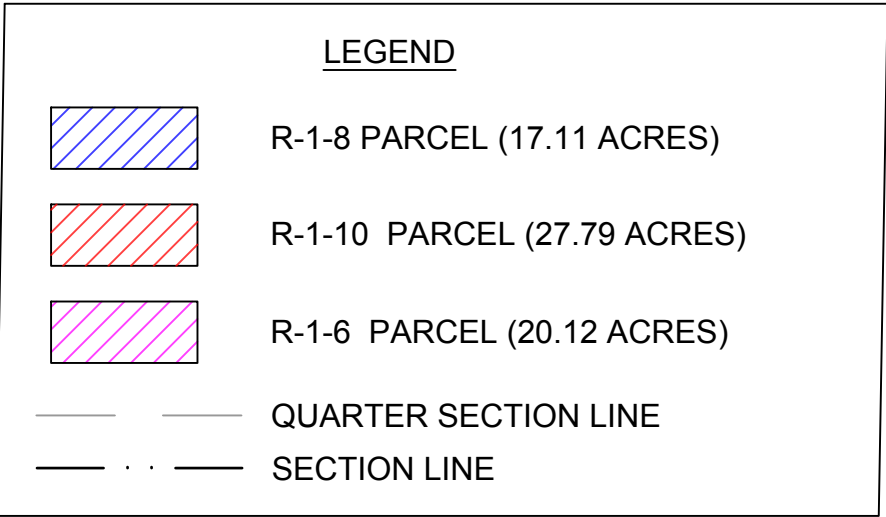 LEGEND
R-1-8 PARCEL (17.11 ACRES)
R-1-10 PARCEL (27.79 ACRES)
R-1-6 PARCEL (20.12 ACRES)
QUARTER SECTION LINE
SECTION LINE